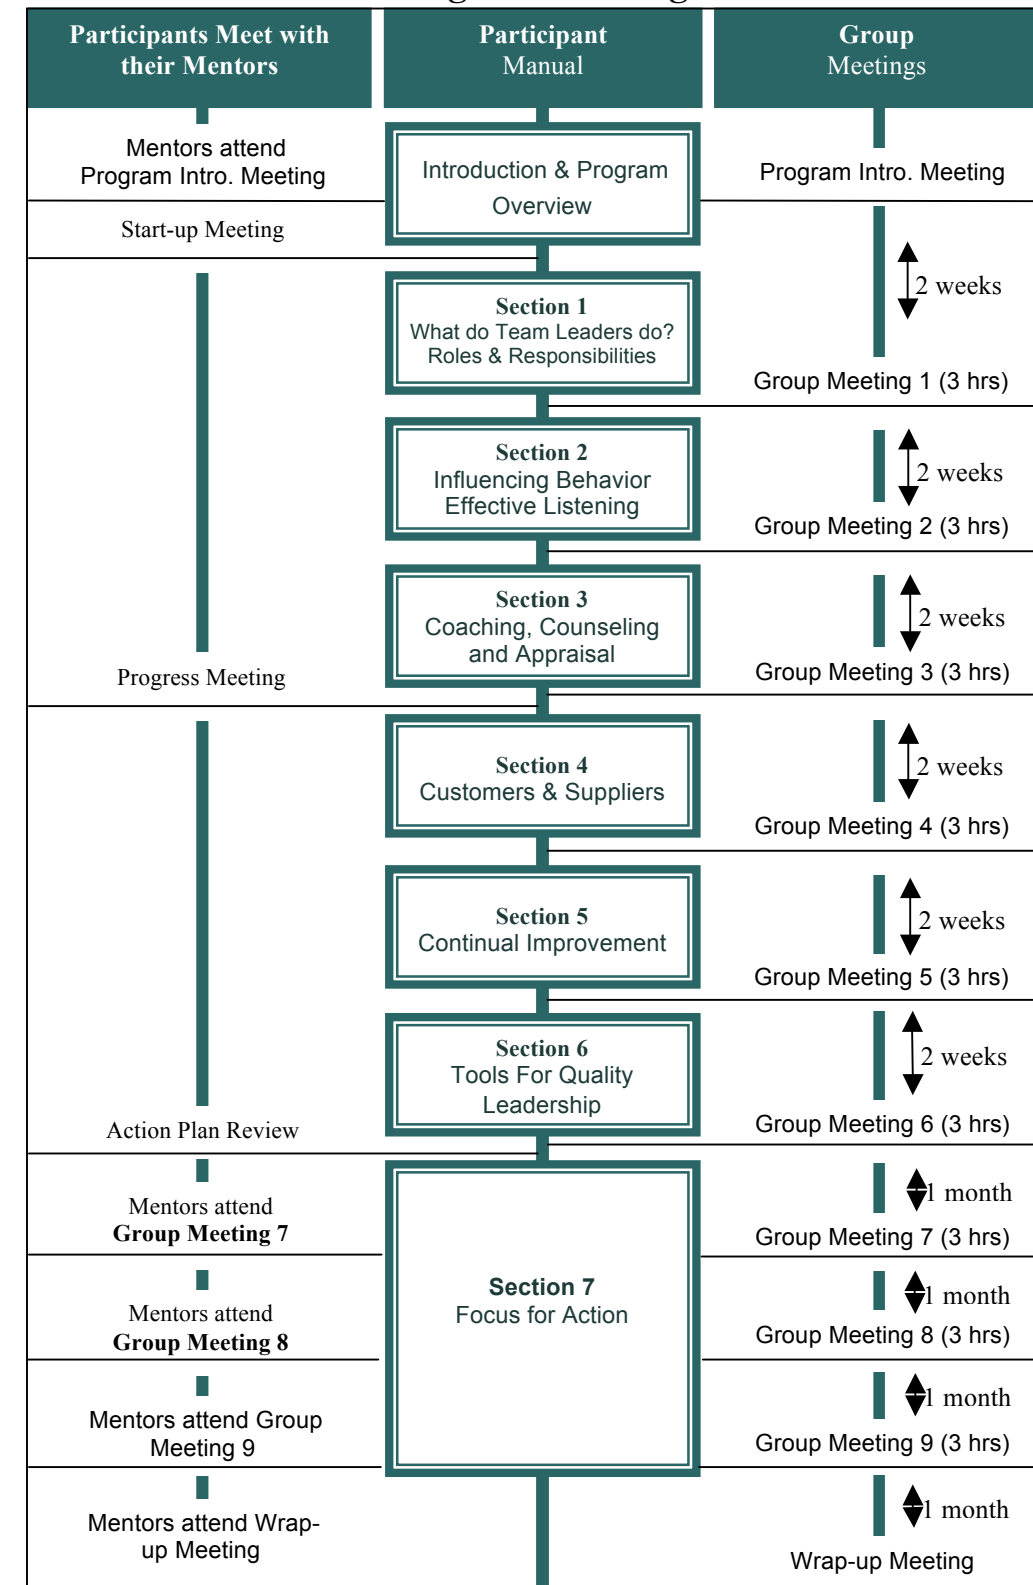 Participants Meet with
their Mentors
Participant
Manual
Group
Meetings
Mentors attend
Program Intro. Meeting
Introduction & Program
Overview
Program Intro. Meeting
Start-up Meeting
2 weeks
Section 1
What do Team Leaders do?
Roles & Responsibilities
Group Meeting 1 (3 hrs)
Section 2
Influencing Behavior
Effective Listening
2 weeks
Group Meeting 2 (3 hrs)
Section 3
Coaching, Counseling
and Appraisal
2 weeks
Group Meeting 3 (3 hrs)
Progress Meeting
Section 4
Customers & Suppliers
2 weeks
Group Meeting 4 (3 hrs)
Section 5
Continual Improvement
2 weeks
Group Meeting 5 (3 hrs)
Section 6
Tools For Quality
Leadership
2 weeks
Group Meeting 6 (3 hrs)
Action Plan Review
Mentors attend
Group Meeting 7
1 month
Group Meeting 7 (3 hrs)
Section 7
Focus for Action
Mentors attend
Group Meeting 8
1 month
Group Meeting 8 (3 hrs)
Mentors attend Group
Meeting 9
1 month
Group Meeting 9 (3 hrs)
Mentors attend Wrap-
up Meeting
1 month
Wrap-up Meeting